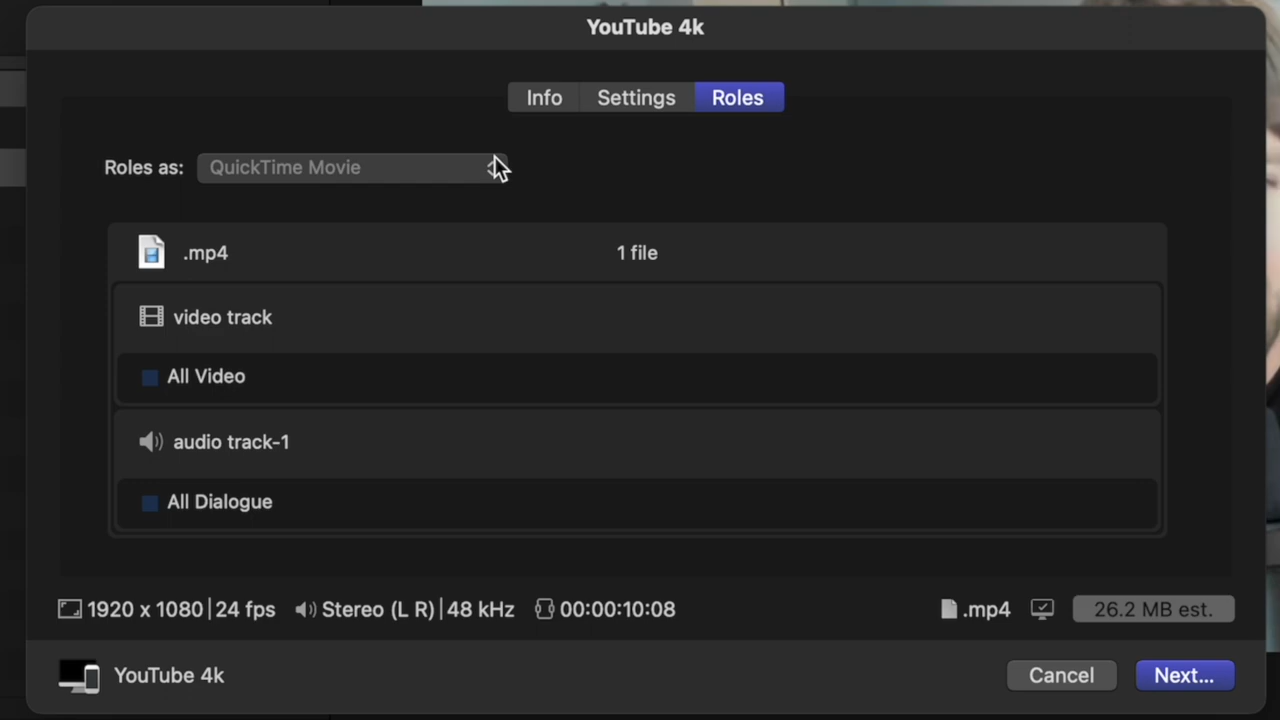 YouTube 4k
Info Settings Roles
Roles as: QuickTime Movie
.mp4 1 file
video track
All Video
audio track-1
All Dialogue
1920 x 1080 | 24 fps Stereo (L R) | 48 kHz 00:00:10:08 .mp4 26.2 MB est.
YouTube 4k Cancel Next...